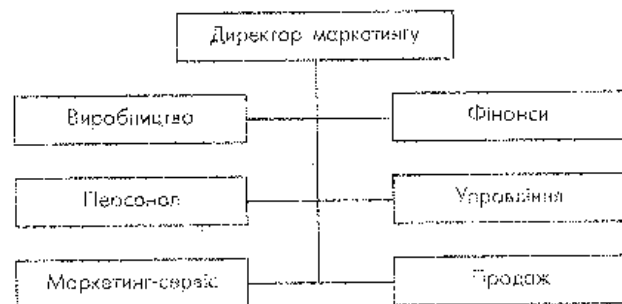 Директор маркетингу
Виробництво
Фінанси
Персонал
Управління
Маркетинг-сервіс
Продаж